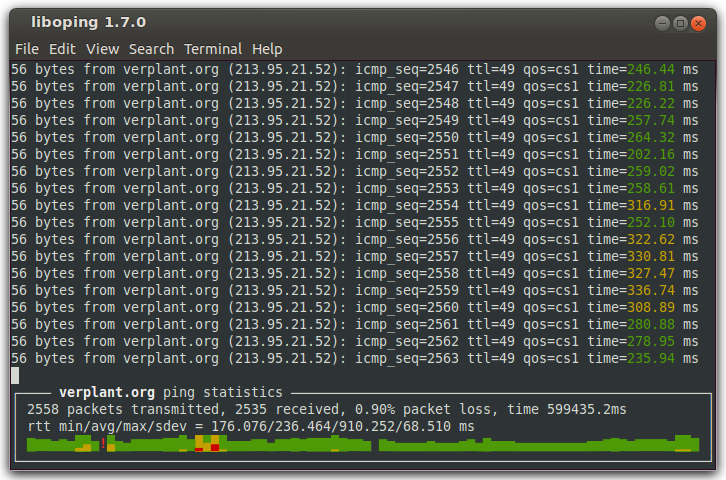 liboping 1.7.0
File Edit View Search Terminal Help
56 bytes from verplant.org (213.95.21.52): icmp_seq=2546 ttl=49 qos=cs1 time=246.44 ms
56 bytes from verplant.org (213.95.21.52): icmp_seq=2547 ttl=49 qos=cs1 time=226.81 ms
56 bytes from verplant.org (213.95.21.52): icmp_seq=2548 ttl=49 qos=cs1 time=226.22 ms
56 bytes from verplant.org (213.95.21.52): icmp_seq=2549 ttl=49 qos=cs1 time=257.74 ms
56 bytes from verplant.org (213.95.21.52): icmp_seq=2550 ttl=49 qos=cs1 time=264.32 ms
56 bytes from verplant.org (213.95.21.52): icmp_seq=2551 ttl=49 qos=cs1 time=202.16 ms
56 bytes from verplant.org (213.95.21.52): icmp_seq=2552 ttl=49 qos=cs1 time=259.02 ms
56 bytes from verplant.org (213.95.21.52): icmp_seq=2553 ttl=49 qos=cs1 time=258.61 ms
56 bytes from verplant.org (213.95.21.52): icmp_seq=2554 ttl=49 qos=cs1 time=316.91 ms
56 bytes from verplant.org (213.95.21.52): icmp_seq=2555 ttl=49 qos=cs1 time=252.10 ms
56 bytes from verplant.org (213.95.21.52): icmp_seq=2556 ttl=49 qos=cs1 time=322.62 ms
56 bytes from verplant.org (213.95.21.52): icmp_seq=2557 ttl=49 qos=cs1 time=330.81 ms
56 bytes from verplant.org (213.95.21.52): icmp_seq=2558 ttl=49 qos=cs1 time=327.47 ms
56 bytes from verplant.org (213.95.21.52): icmp_seq=2559 ttl=49 qos=cs1 time=336.74 ms
56 bytes from verplant.org (213.95.21.52): icmp_seq=2560 ttl=49 qos=cs1 time=308.89 ms
56 bytes from verplant.org (213.95.21.52): icmp_seq=2561 ttl=49 qos=cs1 time=280.88 ms
56 bytes from verplant.org (213.95.21.52): icmp_seq=2562 ttl=49 qos=cs1 time=278.95 ms
56 bytes from verplant.org (213.95.21.52): icmp_seq=2563 ttl=49 qos=cs1 time=235.94 ms
verplant.org ping statistics
2558 packets transmitted, 2535 received, 0.90% packet loss, time 599435.2ms
rtt min/avg/max/sdev = 176.076/236.464/910.252/68.510 ms
!